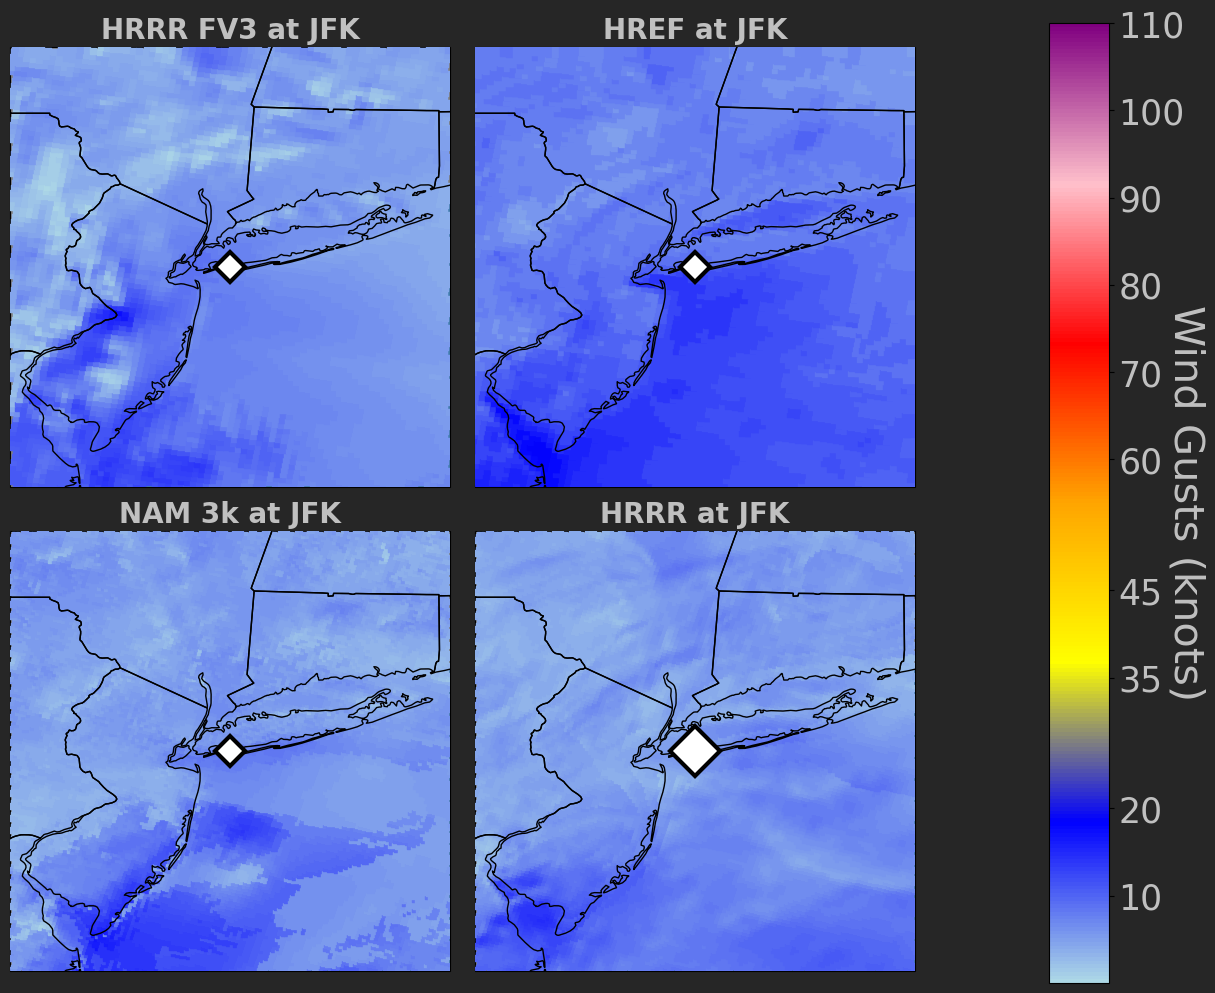 HRRR FV3 at JFK
HREF at JFK
NAM 3k at JFK
HRRR at JFK
110
100
90
80
70
60
45
35
20
10
Wind Gusts (knots)